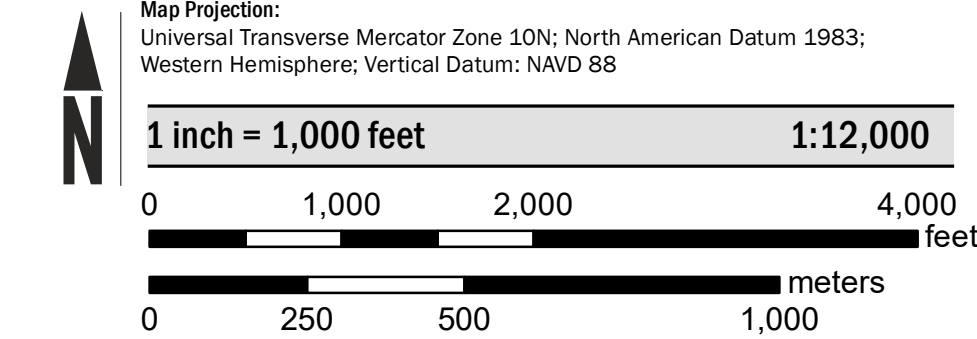 Map Projection:
Universal Transverse Mercator Zone 10N; North American Datum 1983;
Western Hemisphere; Vertical Datum: NAVD 88
N
1 inch = 1,000 feet 1:12,000
0 1,000 2,000 4,000
feet
meters
0 250 500 1,000